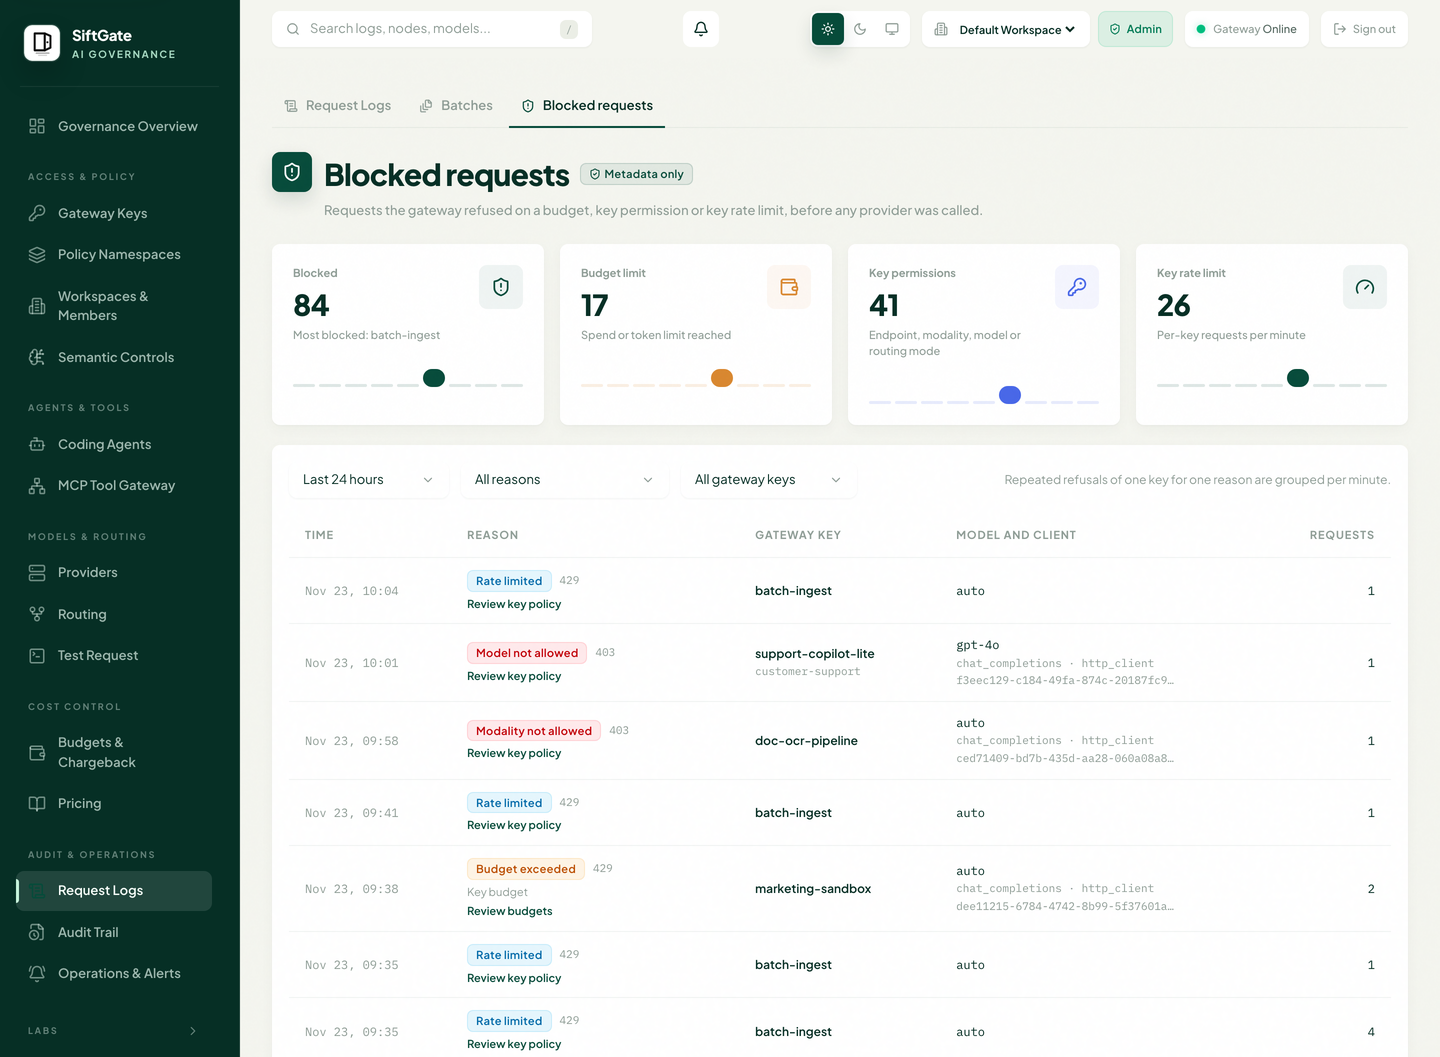 SiftGate
AI GOVERNANCE
Governance Overview
ACCESS & POLICY
Gateway Keys
Policy Namespaces
Workspaces &
Members
Semantic Controls
AGENTS & TOOLS
Coding Agents
MCP Tool Gateway
MODELS & ROUTING
Providers
Routing
Test Request
COST CONTROL
Budgets &
Chargeback
Pricing
AUDIT & OPERATIONS
Request Logs
Audit Trail
Operations & Alerts
LABS
Search logs, nodes, models... /
Default Workspace
Admin
Gateway Online
Sign out
Request Logs Batches Blocked requests
Blocked requests Metadata only
Requests the gateway refused on a budget, key permission or key rate limit, before any provider was called.
Blocked
84
Most blocked: batch-ingest
Budget limit
17
Spend or token limit reached
Key permissions
41
Endpoint, modality, model or
routing mode
Key rate limit
26
Per-key requests per minute
Last 24 hours All reasons All gateway keys Repeated refusals of one key for one reason are grouped per minute.
TIME REASON GATEWAY KEY MODEL AND CLIENT REQUESTS
Nov 23, 10:04 Rate limited 429 batch-ingest auto 1
Review key policy
Nov 23, 10:01 Model not allowed 403 support-copilot-lite gpt-4o 1
Review key policy customer-support chat_completions · http_client
f3eec129-c184-49fa-874c-20187fc9…
Nov 23, 09:58 Modality not allowed 403 doc-ocr-pipeline auto 1
Review key policy chat_completions · http_client
ced71409-bd7b-435d-aa28-060a08a8…
Nov 23, 09:41 Rate limited 429 batch-ingest auto 1
Review key policy
Nov 23, 09:38 Budget exceeded 429 marketing-sandbox auto 2
Key budget chat_completions · http_client
Review budgets dee11215-6784-4742-8b99-5f37601a…
Nov 23, 09:35 Rate limited 429 batch-ingest auto 1
Review key policy
Nov 23, 09:35 Rate limited 429 batch-ingest auto 4
Review key policy